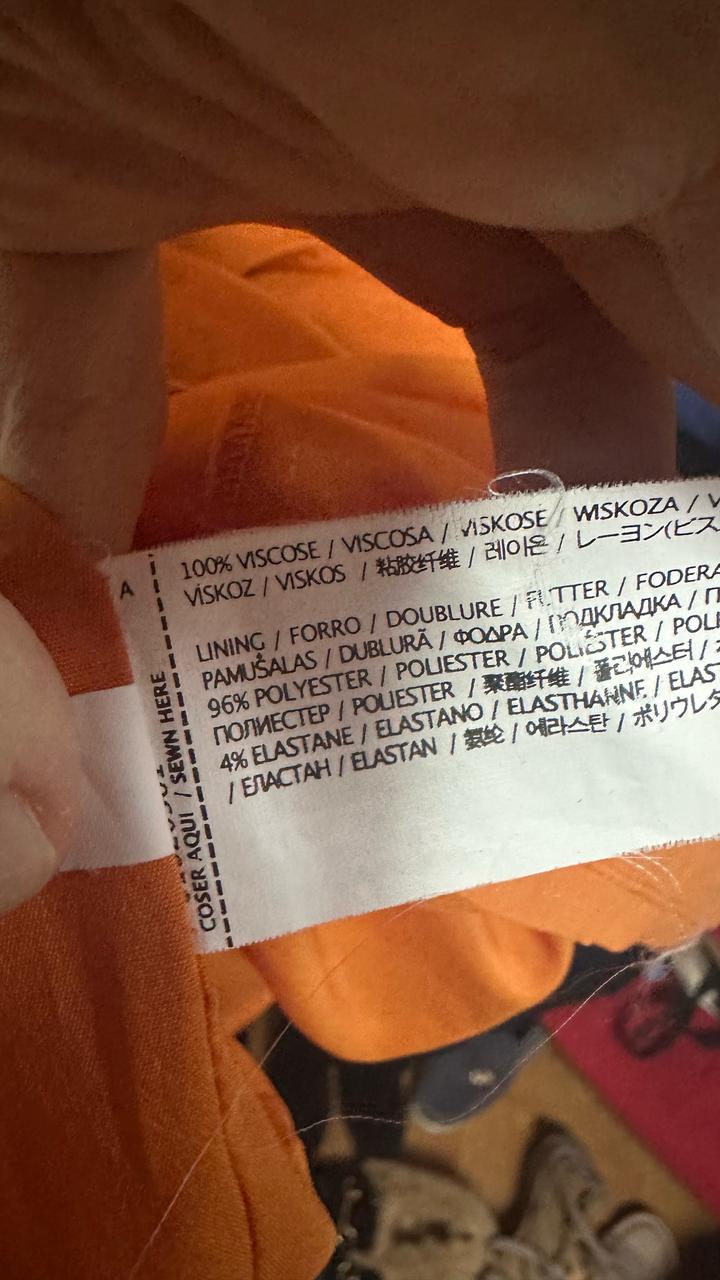 A
100% VISCOSE / VISCOSA / VISKOSE / WISKOZA /
VİSKOZ / VISKOS / 粘胶纤维 / 레이온 / レーヨン(ビス
LINING / FORRO / DOUBLURE / FUTTER / FODERA
PAMUŠALAS / DUBLURĂ / ФОДРА / ПОДКЛАДКА /
96% POLYESTER / POLIESTER / POLIESTER /
ПОЛИЕСТЕР / POLIESTER / 聚酯纤维 / 폴리에스터 /
4% ELASTANE / ELASTANO / ELASTHANNE /
/ ЕЛАСТАН / ELASTAN / 氨纶 / 에라스탄 / ポリウレタ
COSER AQUI / SEWN HERE